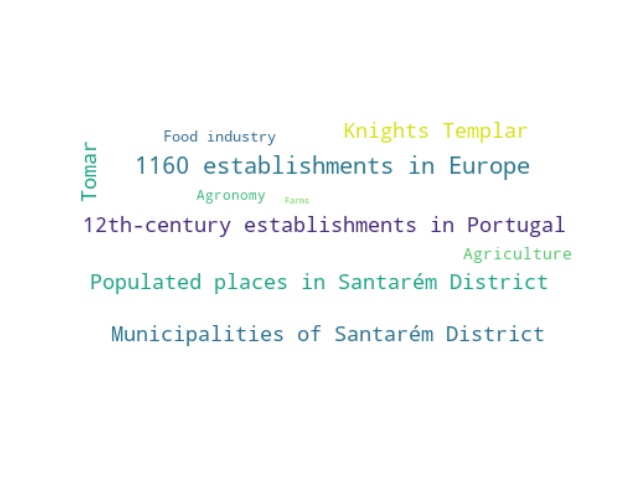 Knights Templar
Food industry
Tomar
1160 establishments in Europe
Agronomy
Farms
12th-century establishments in Portugal
Agriculture
Populated places in Santarém District
Municipalities of Santarém District